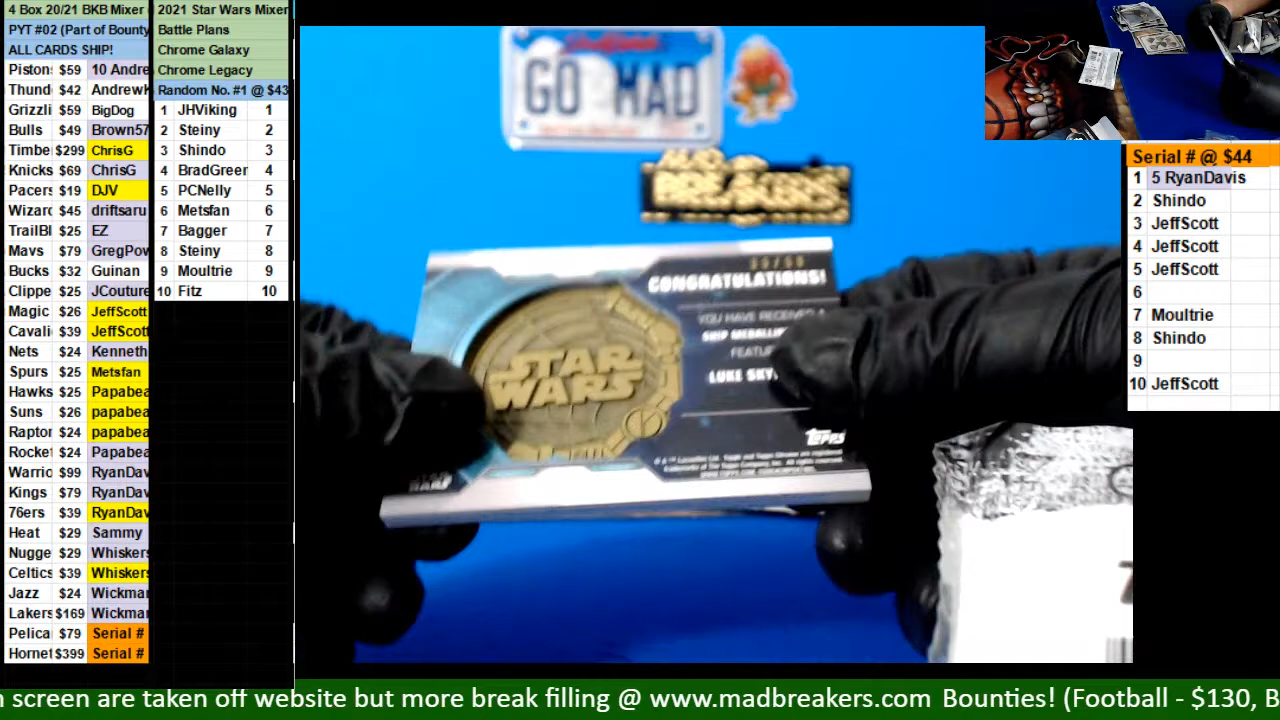 4 Box 20/21 BKB Mixer
PYT #02 (Part of Bounty
ALL CARDS SHIP!
Piston: $59 10 Andre
Thund $42 AndrewK
Grizzli $59 BigDog
Bulls $49 Brown57
Timbe $299 ChrisG
Knicks $69 ChrisG
Pacers $19 DJV
Wizard $45 driftsaru
TrailBl $25 EZ
Mavs $79 GregPow
Bucks $32 Guinan
Clippe $25 JCouture
Magic $26 JeffScott
Cavali $39 JeffScott
Nets $24 Kenneth
Spurs $25 Metsfan
Hawks $25 Papabea
Suns $26 papabea
Raptor $24 papabea
Rocket $24 Papabea
Warric $99 RyanDav
Kings $79 RyanDav
76ers $39 RyanDav
Heat $29 Sammy
Nugge $29 Whiskers
Celtics $39 Whiskers
Jazz $24 Wickmar
Lakers $169 Wickmar
Pelica $79 Serial #
Hornet $399 Serial #
2021 Star Wars Mixer
Battle Plans
Chrome Galaxy
Chrome Legacy
Random No. #1 @ $43
1 JHViking 1
2 Steiny 2
3 Shindo 3
4 BradGreer 4
5 PCNelly 5
6 Metsfan 6
7 Bagger 7
8 Steiny 8
9 Moultrie 9
10 Fitz 10
GO MAD
BREAKERS
CONGRATULATIONS!
YOU HAVE RECEIVED A
SHIP MEDALLI
FEATU
LUKE SKY
STAR
WARS
Topps
Serial # @ $44
1 5 RyanDavis
2 Shindo
3 JeffScott
4 JeffScott
5 JeffScott
6
7 Moultrie
8 Shindo
9
10 JeffScott
n screen are taken off website but more break filling @ www.madbreakers.com Bounties! (Football - $130, B